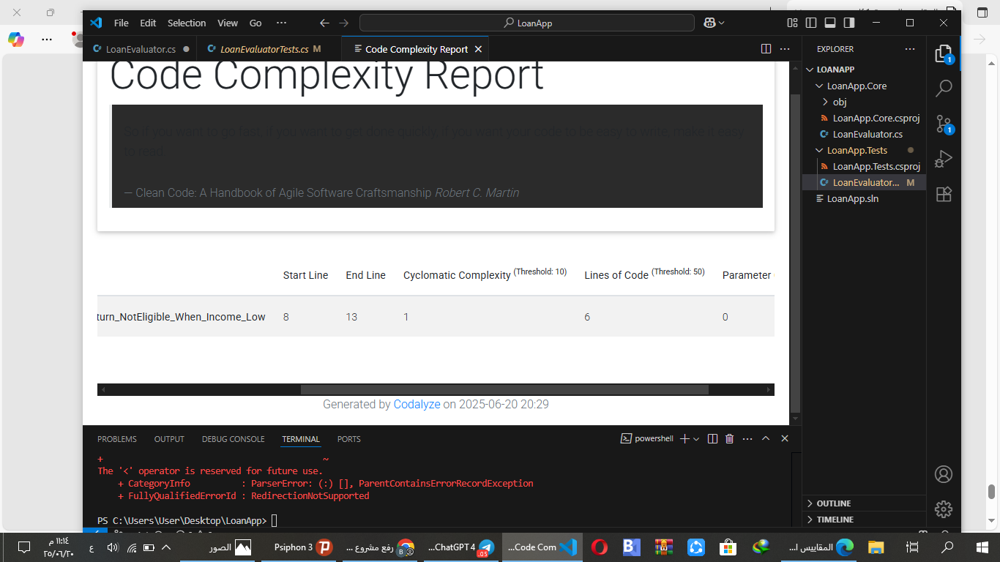 File Edit Selection View Go ··· LoanApp
LoanEvaluator.cs LoanEvaluatorTests.cs M Code Complexity Report
Code Complexity Report
So if you want to go fast, if you want to get done quickly, if you want your code to be easy to write, make it easy
to read
— Clean Code: A Handbook of Agile Software Craftsmanship Robert C. Martin
Start Line End Line Cyclomatic Complexity (Threshold: 10) Lines of Code (Threshold: 50) Parameter
turn_NotEligible_When_Income_Low 8 13 1 6 0
Generated by Codalyze on 2025-06-20 20:29
PROBLEMS OUTPUT DEBUG CONSOLE TERMINAL PORTS powershell
+ ~
The '<' operator is reserved for future use.
+ CategoryInfo : ParserError: (:) [], ParentContainsErrorRecordException
+ FullyQualifiedErrorId : RedirectionNotSupported
PS C:\Users\User\Desktop\LoanApp>
EXPLORER
LOANAPP
LoanApp.Core
obj
LoanApp.Core.csproj
LoanEvaluator.cs
LoanApp.Tests
LoanApp.Tests.csproj
LoanEvaluator... M
LoanApp.sln
OUTLINE
TIMELINE
1
1
١١:١٤ م
٢٥/٠٦/٢٠
ع
الصور
Psiphon 3
رفع مشروع ...
...ChatGPT 4
.05
...Code Com
المقاييس ا...